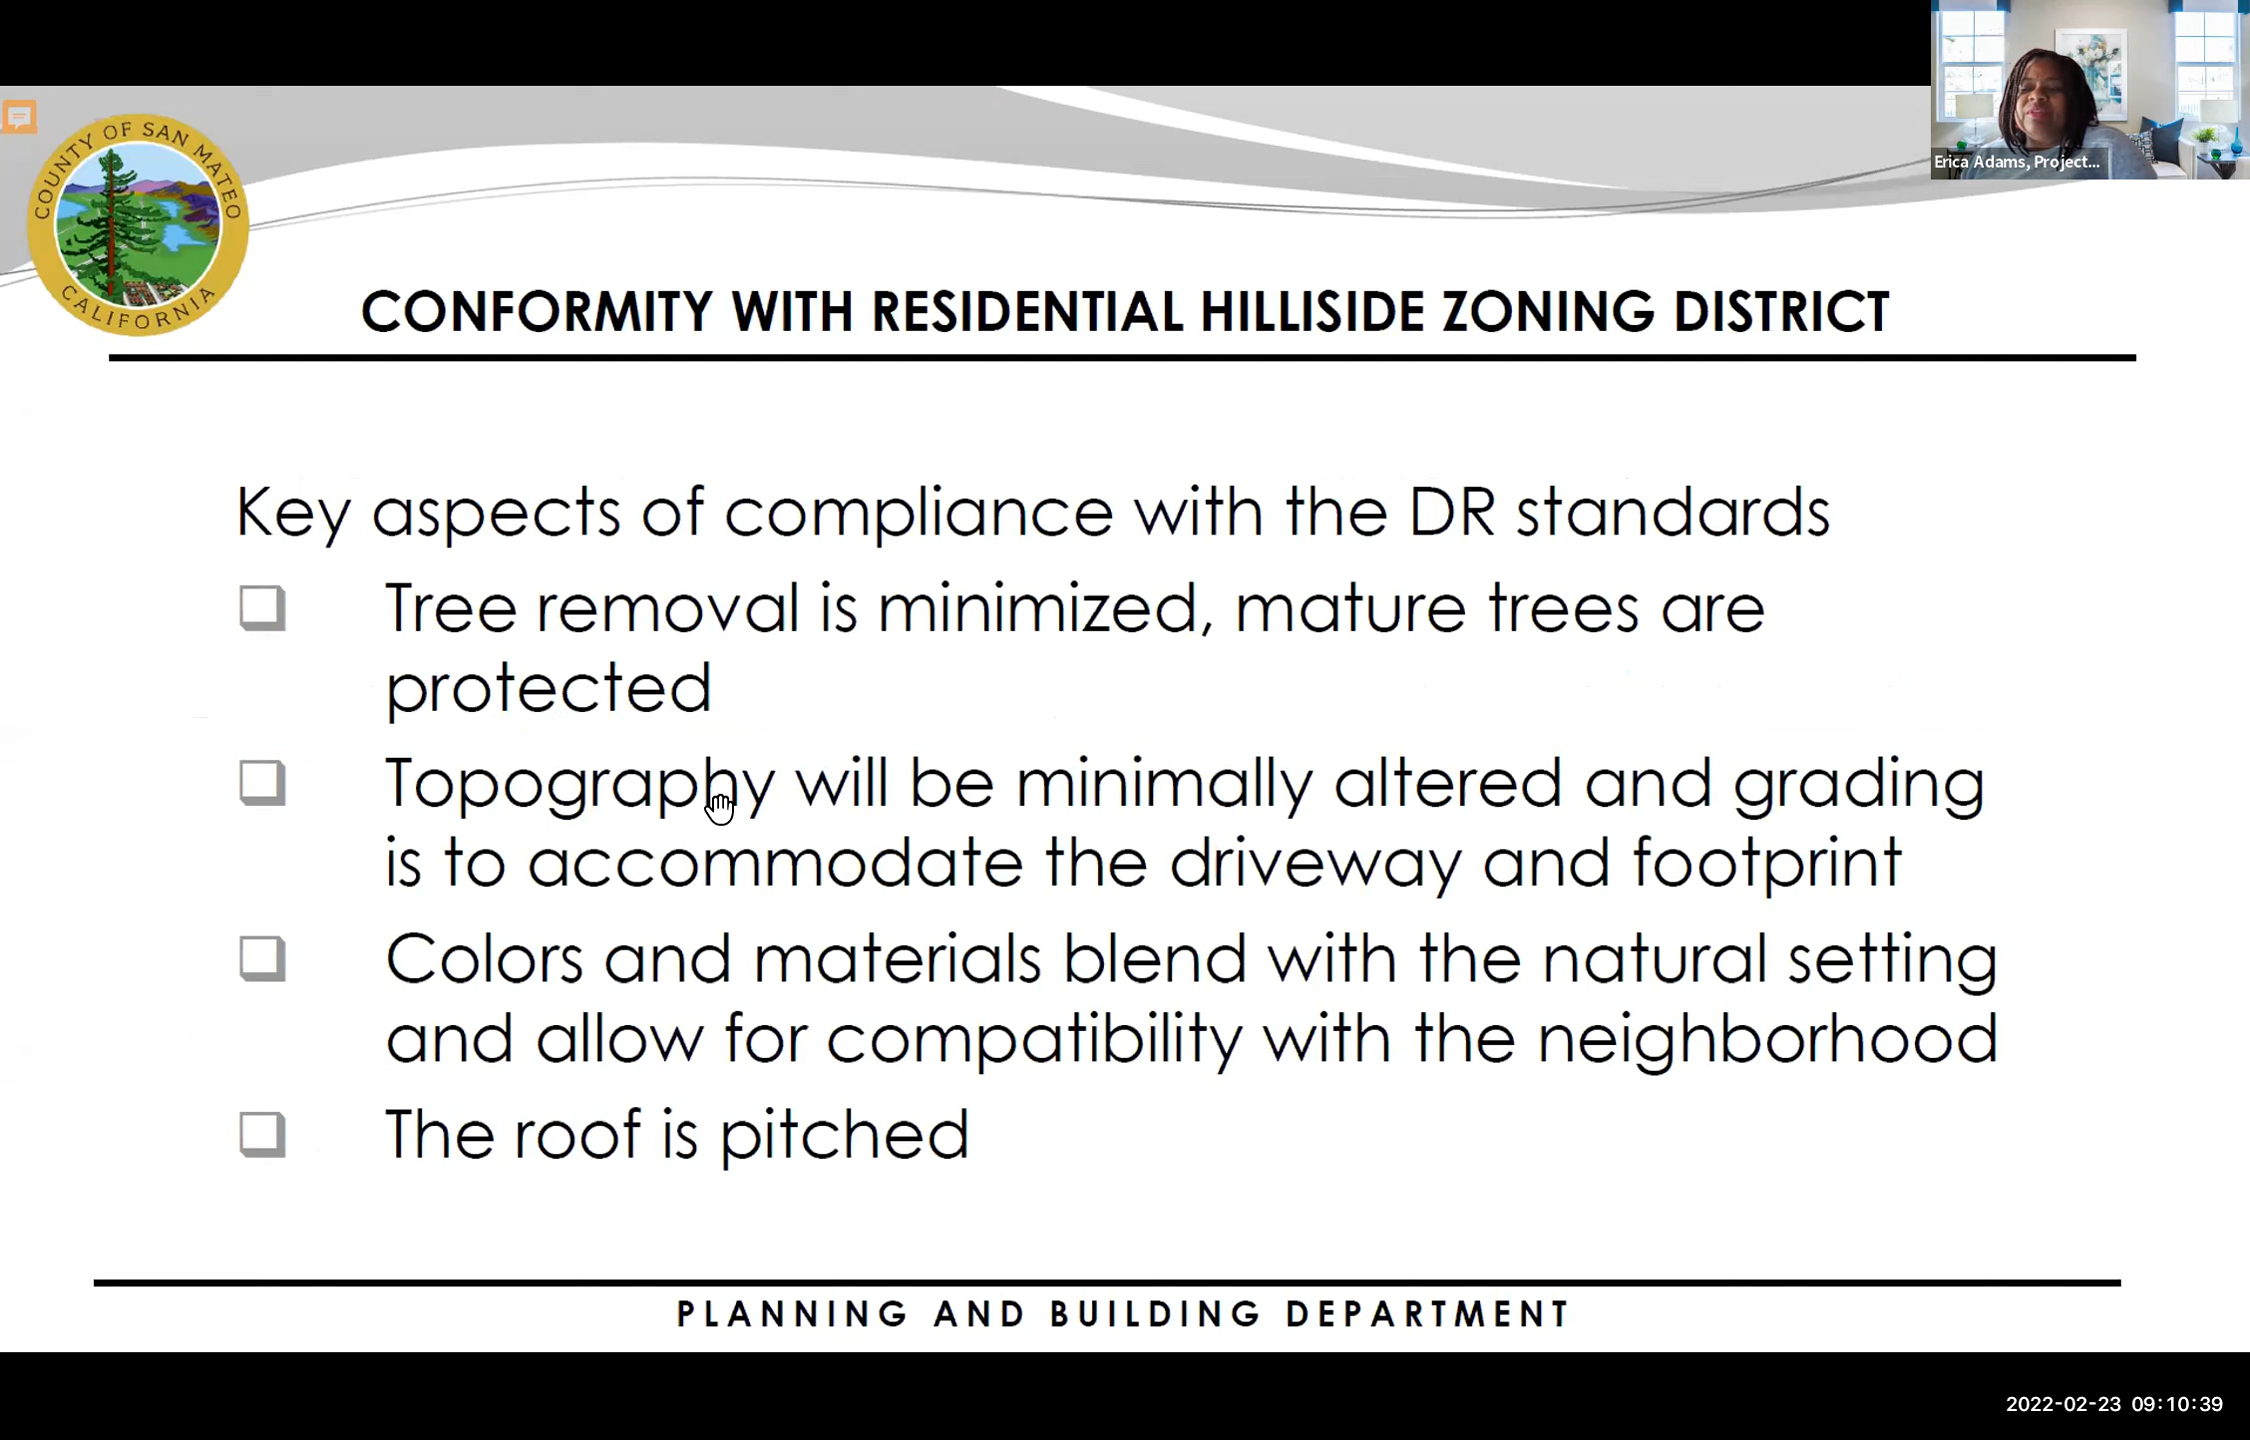 Erica Adams, Project...
COUNTY OF SAN MATEO
CALIFORNIA
CONFORMITY WITH RESIDENTIAL HILLISIDE ZONING DISTRICT
Key aspects of compliance with the DR standards
Tree removal is minimized, mature trees are
protected
Topography will be minimally altered and grading
is to accommodate the driveway and footprint
Colors and materials blend with the natural setting
and allow for compatibility with the neighborhood
The roof is pitched
PLANNING AND BUILDING DEPARTMENT
2022-02-23 09:10:39